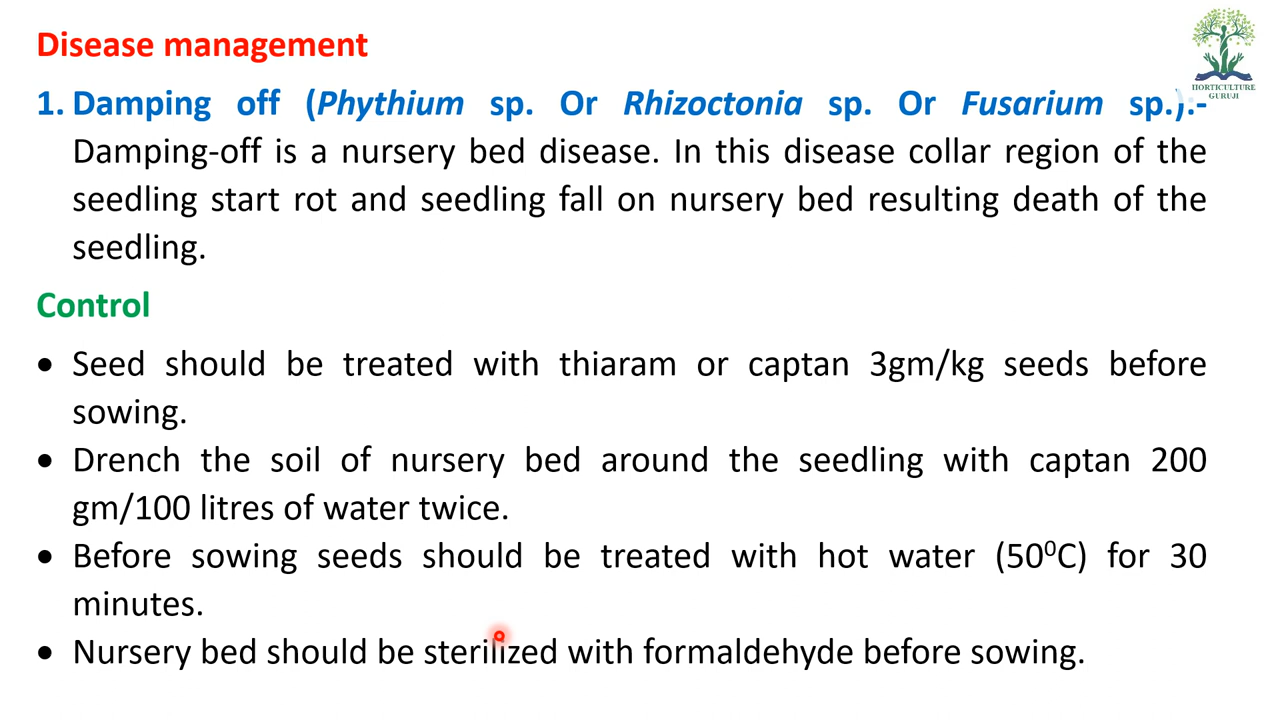 Disease management
HORTICULTURE
GURUJI
1. Damping off (Phythium sp. Or Rhizoctonia sp. Or Fusarium sp.):-
Damping-off is a nursery bed disease. In this disease collar region of the
seedling start rot and seedling fall on nursery bed resulting death of the
seedling.
Control
• Seed should be treated with thiaram or captan 3gm/kg seeds before
sowing.
• Drench the soil of nursery bed around the seedling with captan 200
gm/100 litres of water twice.
• Before sowing seeds should be treated with hot water (50⁰C) for 30
minutes.
• Nursery bed should be sterilized with formaldehyde before sowing.